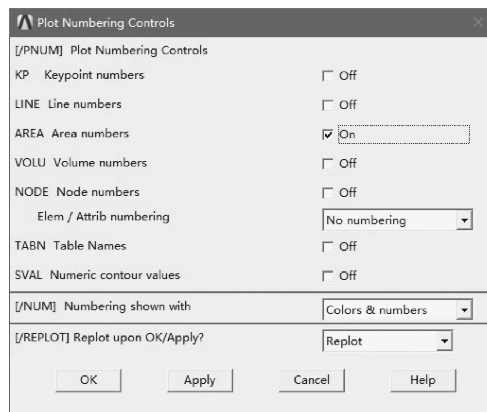 Plot Numbering Controls
[/PNUM] Plot Numbering Controls
KP Keypoint numbers Off
LINE Line numbers Off
AREA Area numbers On
VOLU Volume numbers Off
NODE Node numbers Off
Elem / Attrib numbering No numbering
TABN Table Names Off
SVAL Numeric contour values Off
[/NUM] Numbering shown with Colors & numbers
[/REPLOT] Replot upon OK/Apply? Replot
OK Apply Cancel Help